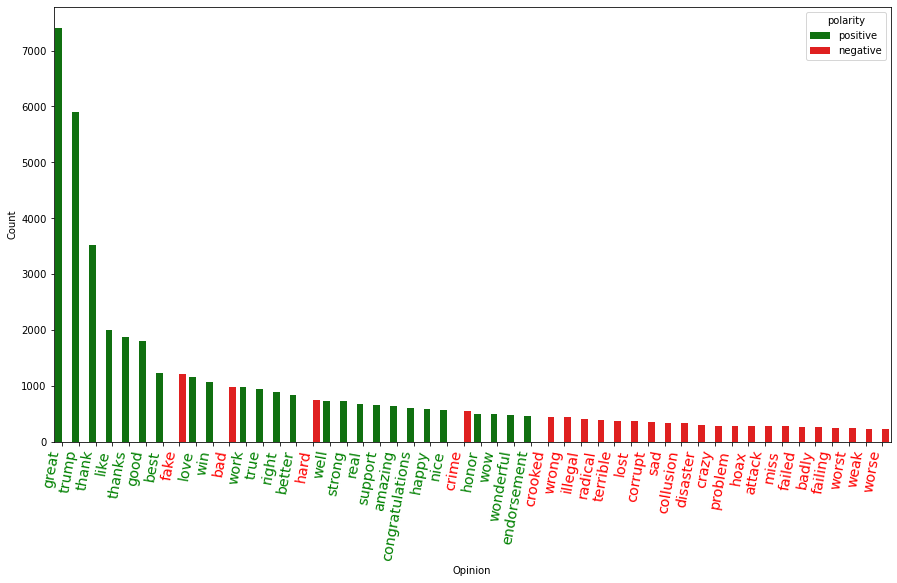 polarity
positive
negative
7000
6000
5000
4000
3000
2000
1000
0
Count
great
trump
thank
like
thanks
good
best
fake
love
win
bad
work
true
right
better
hard
well
strong
real
support
amazing
congratulations
happy
nice
crime
honor
wow
wonderful
endorsement
crooked
wrong
illegal
radical
terrible
lost
corrupt
sad
collusion
disaster
crazy
problem
hoax
attack
miss
failed
badly
failing
worst
weak
worse
Opinion